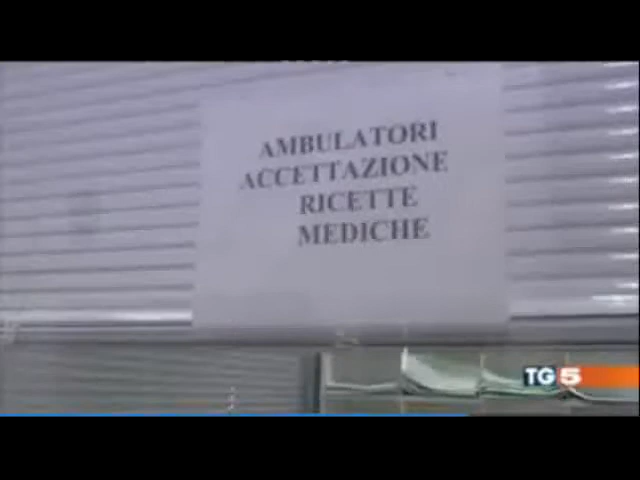 AMBULATORI
ACCETTAZIONE
RICETTE
MEDICHE
TG5